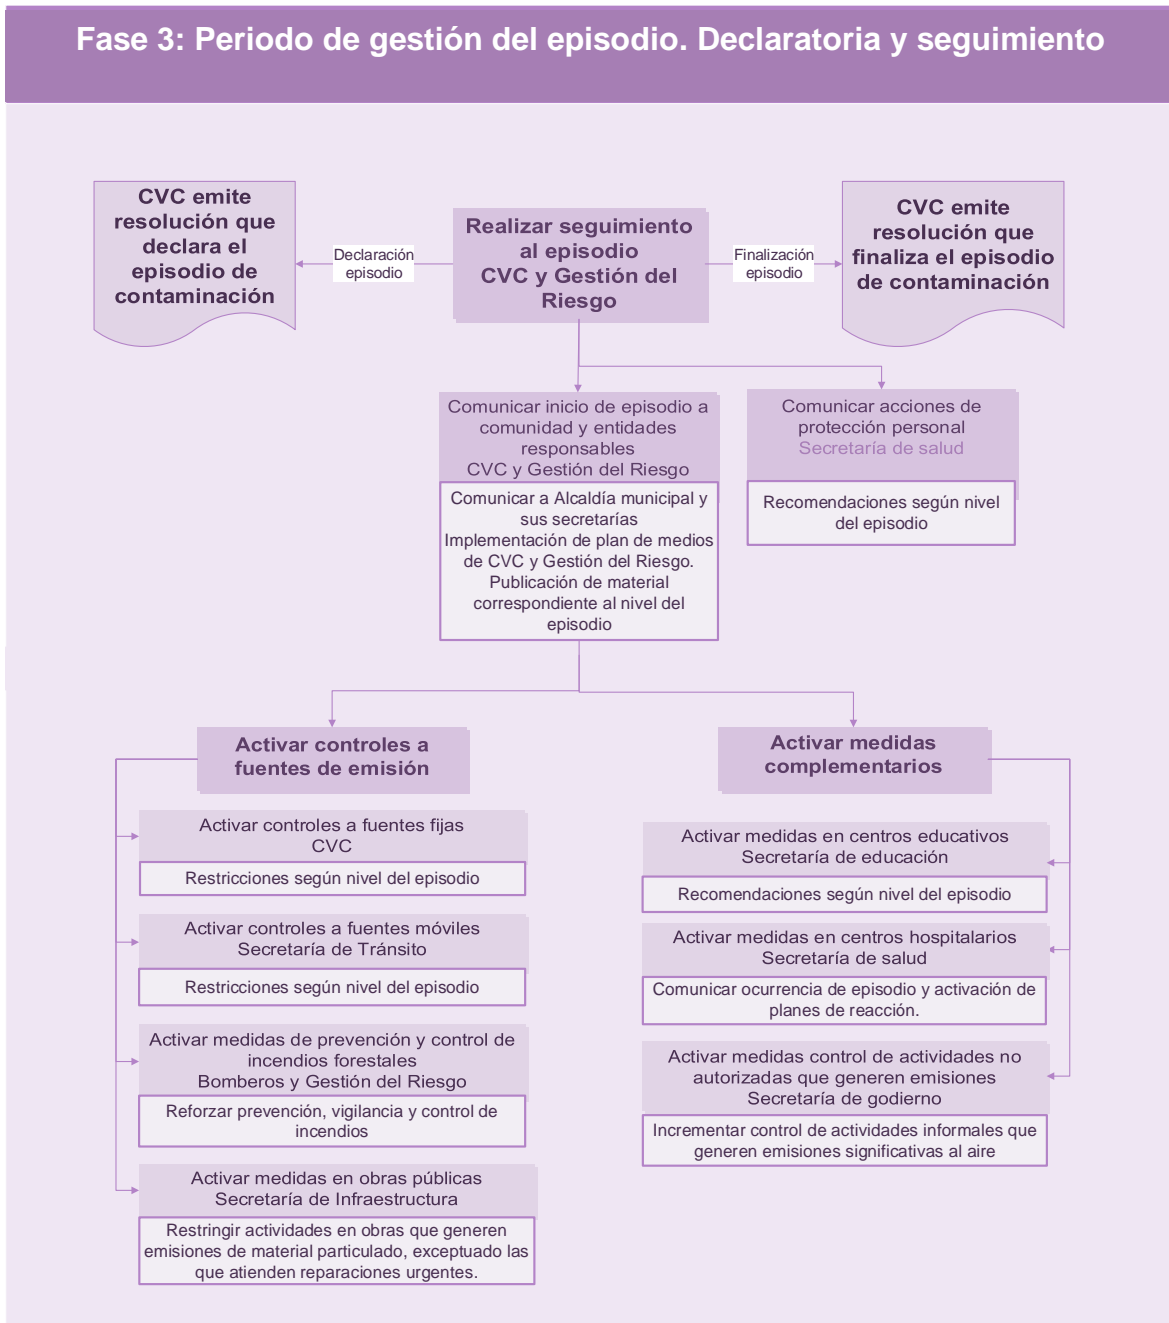 Fase 3: Periodo de gestión del episodio. Declaratoria y seguimiento
CVC emite
resolución que
declara el
episodio de
contaminación
Declaración
episodio
Realizar seguimiento
al episodio
CVC y Gestión del
Riesgo
Finalización
episodio
CVC emite
resolución que
finaliza el episodio
de contaminación
Comunicar inicio de episodio a
comunidad y entidades
responsables
CVC y Gestión del Riesgo
Comunicar a Alcaldía municipal y
sus secretarías
Implementación de plan de medios
de CVC y Gestión del Riesgo.
Publicación de material
correspondiente al nivel del
episodio
Comunicar acciones de
protección personal
Secretaría de salud
Recomendaciones según nivel
del episodio
Activar controles a
fuentes de emisión
Activar controles a fuentes fijas
CVC
Restricciones según nivel del episodio
Activar controles a fuentes móviles
Secretaría de Tránsito
Restricciones según nivel del episodio
Activar medidas de prevención y control de
incendios forestales
Bomberos y Gestión del Riesgo
Reforzar prevención, vigilancia y control de
incendios
Activar medidas en obras públicas
Secretaría de Infraestructura
Restringir actividades en obras que generen
emisiones de material particulado, exceptuado las
que atienden reparaciones urgentes.
Activar medidas
complementarios
Activar medidas en centros educativos
Secretaría de educación
Recomendaciones según nivel del episodio
Activar medidas en centros hospitalarios
Secretaría de salud
Comunicar ocurrencia de episodio y activación de
planes de reacción.
Activar medidas control de actividades no
autorizadas que generen emisiones
Secretaría de godierno
Incrementar control de actividades informales que
generen emisiones significativas al aire